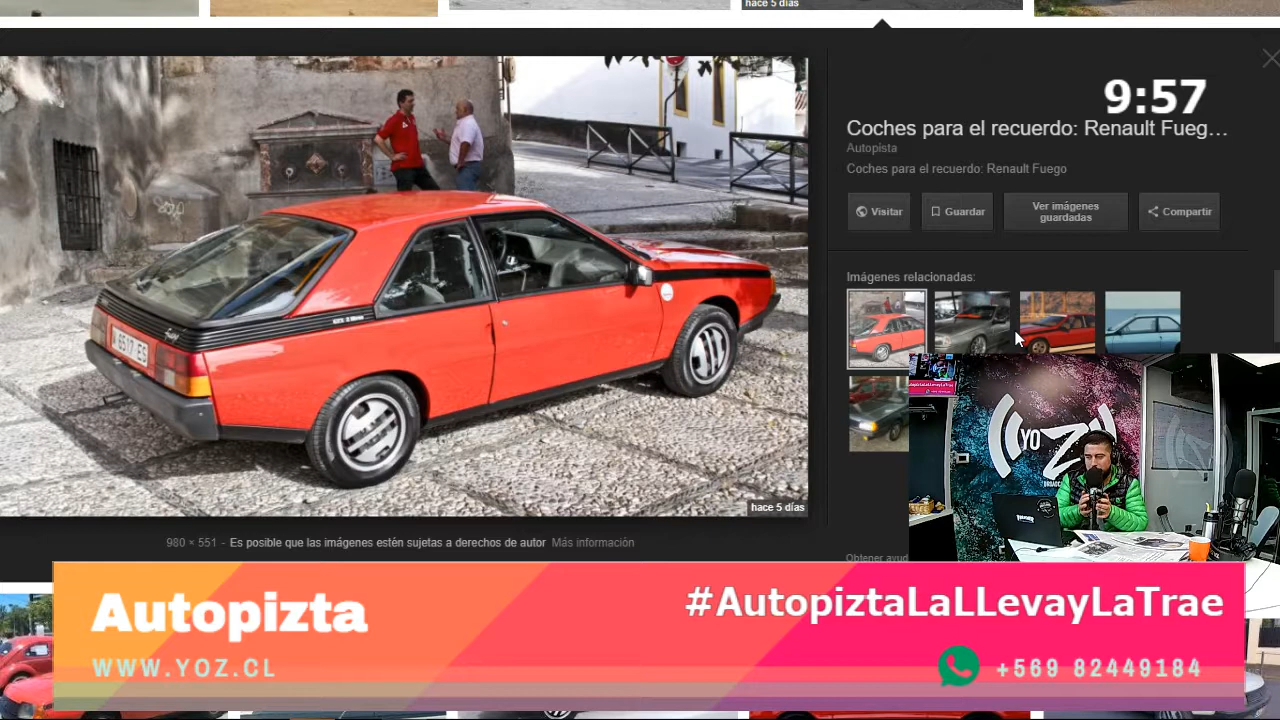 hace 5 días
9:57
Coches para el recuerdo: Renault Fueg...
Autopista
Coches para el recuerdo: Renault Fuego
Visitar
Guardar
Ver imágenes
guardadas
Compartir
Imágenes relacionadas:
hace 5 días
980 × 551 - Es posible que las imágenes estén sujetas a derechos de autor Más información
YO Z
Autopizta
#AutopiztaLaLLevayLaTrae
WWW.YOZ.CL
+569 82449184